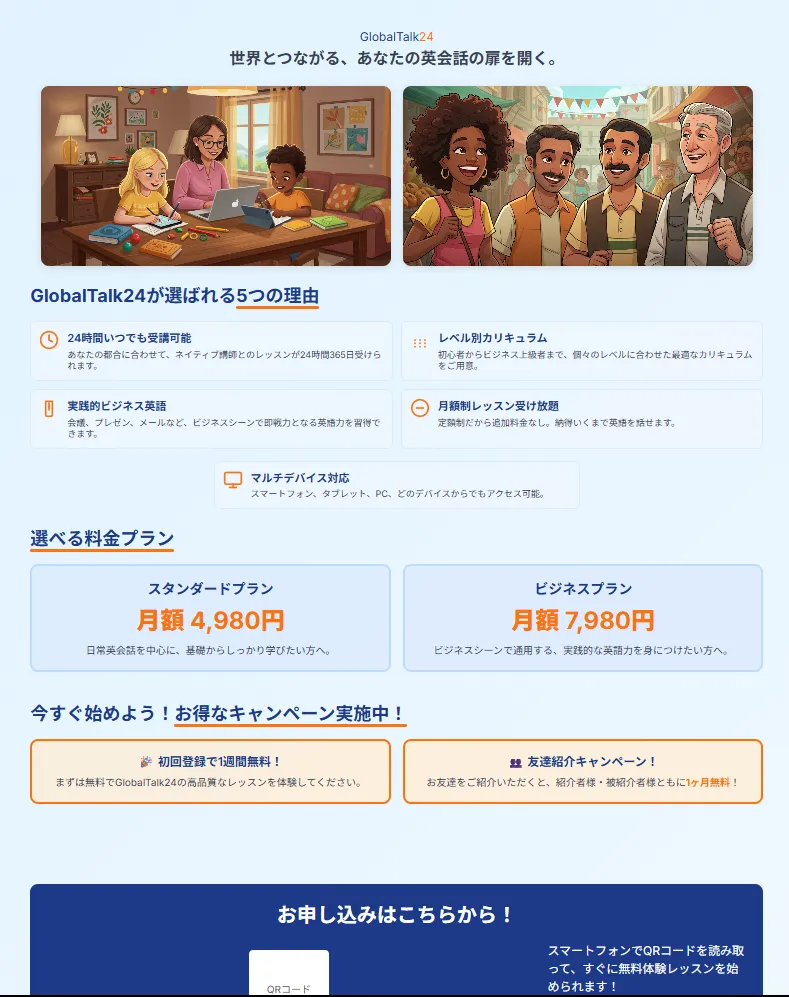 GlobalTalk24
世界とつながる、あなたの英会話の扉を開く。
GlobalTalk24が選ばれる5つの理由
24時間いつでも受講可能
あなたの都合に合わせて、ネイティブ講師とのレッスンが24時間365日受けら
れます。
レベル別カリキュラム
初心者からビジネス上級者まで、個々のレベルに合わせた最適なカリキュラム
をご用意。
実践的ビジネス英語
会議、プレゼン、メールなど、ビジネスシーンで即戦力となる英語力を習得で
きます。
月額制レッスン受け放題
定額制だから追加料金なし。納得いくまで英語を話せます。
マルチデバイス対応
スマートフォン、タブレット、PC、どのデバイスからでもアクセス可能。
選べる料金プラン
スタンダードプラン
月額 4,980円
日常英会話を中心に、基礎からしっかり学びたい方へ。
ビジネスプラン
月額 7,980円
ビジネスシーンで通用する、実践的な英語力を身につけたい方へ。
今すぐ始めよう！お得なキャンペーン実施中！
🎉 初回登録で1週間無料！
まずは無料でGlobalTalk24の高品質なレッスンを体験してください。
👥 友達紹介キャンペーン！
お友達をご紹介いただくと、紹介者様・被紹介者様ともに1ヶ月無料！
お申し込みはこちらから！
QRコード
スマートフォンでQRコードを読み取
って、すぐに無料体験レッスンを始
められます！